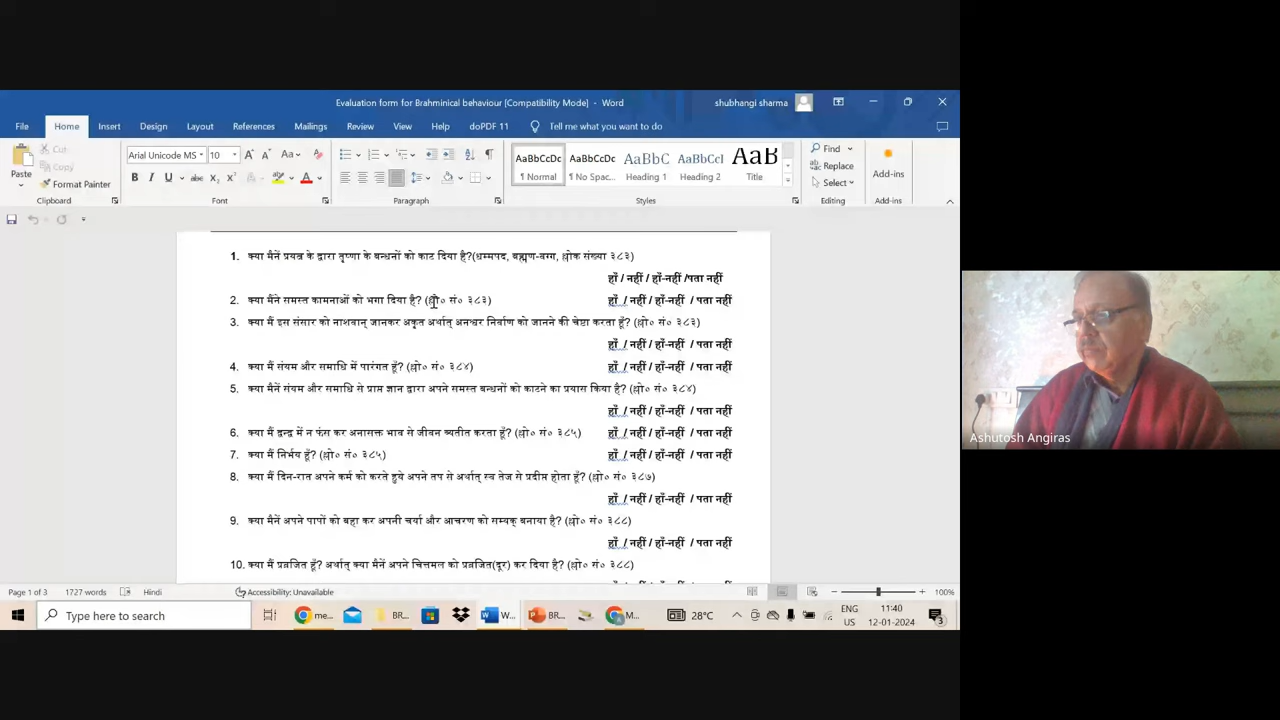 Evaluation form for Brahminical behaviour [Compatibility Mode] - Word
shubhangi sharma
File Home Insert Design Layout References Mailings Review View Help doPDF 11 Tell me what you want to do
Cut
Copy
Format Painter
Paste
Clipboard
Arial Unicode MS 10
Font
Paragraph
AaBbCcDc AaBbCcDc AaBbC AaBbCcI AaB
¶ Normal ¶ No Spac... Heading 1 Heading 2 Title
Styles
Find
Replace
Select
Editing
Add-ins
Add-ins
1. क्या मैनें प्रयत्न के द्वारा तृष्णा के बन्धनों को काट दिया है?(धम्मपद, बह्मण-वग्ग, श्लोक संख्या ३८३)
हाँ / नहीं / हाँ-नहीं /पता नहीं
2. क्या मैंने समस्त कामनाओं को भगा दिया है? (श्लो० सं० ३८३) हाँ / नहीं / हाँ-नहीं / पता नहीं
3. क्या मैं इस संसार को नाशवान् जानकर अकृत अर्थात् अनश्वर निर्वाण को जानने की चेष्टा करता हूँ? (श्लो० सं० ३८३)
हाँ / नहीं / हाँ-नहीं / पता नहीं
4. क्या मैं संयम और समाधि में पारंगत हूँ? (श्लो० सं० ३८४) हाँ / नहीं / हाँ-नहीं / पता नहीं
5. क्या मैनें संयम और समाधि से प्राप्त ज्ञान द्वारा अपने समस्त बन्धनों को काटने का प्रयास किया है? (श्लो० सं० ३८४)
हाँ / नहीं / हाँ-नहीं / पता नहीं
6. क्या मैं द्वन्द्व में न फंस कर अनासक्त भाव से जीवन व्यतीत करता हूँ? (श्लो० सं० ३८५) हाँ / नहीं / हाँ-नहीं / पता नहीं
7. क्या मैं निर्भय हूँ? (श्लो० सं० ३८५) हाँ / नहीं / हाँ-नहीं / पता नहीं
8. क्या मैं दिन-रात अपने कर्म को करते हुये अपने तप से अर्थात् स्व तेज से प्रदीप्त होता हूँ? (श्लो० सं० ३८७)
हाँ / नहीं / हाँ-नहीं / पता नहीं
9. क्या मैनें अपने पापों को बहा कर अपनी चर्या और आचरण को सम्यक् बनाया है? (श्लो० सं० ३८८)
हाँ / नहीं / हाँ-नहीं / पता नहीं
10. क्या मैं प्रव्रजित हूँ? अर्थात् क्या मैनें अपने चित्तमल को प्रव्रजित(दूर) कर दिया है? (श्लो० सं० ३८८)
Ashutosh Angiras
Page 1 of 3 1727 words Hindi Accessibility: Unavailable 100%
Type here to search me... BR... W... BR... M... 28°C ENG US 11:40 12-01-2024 3